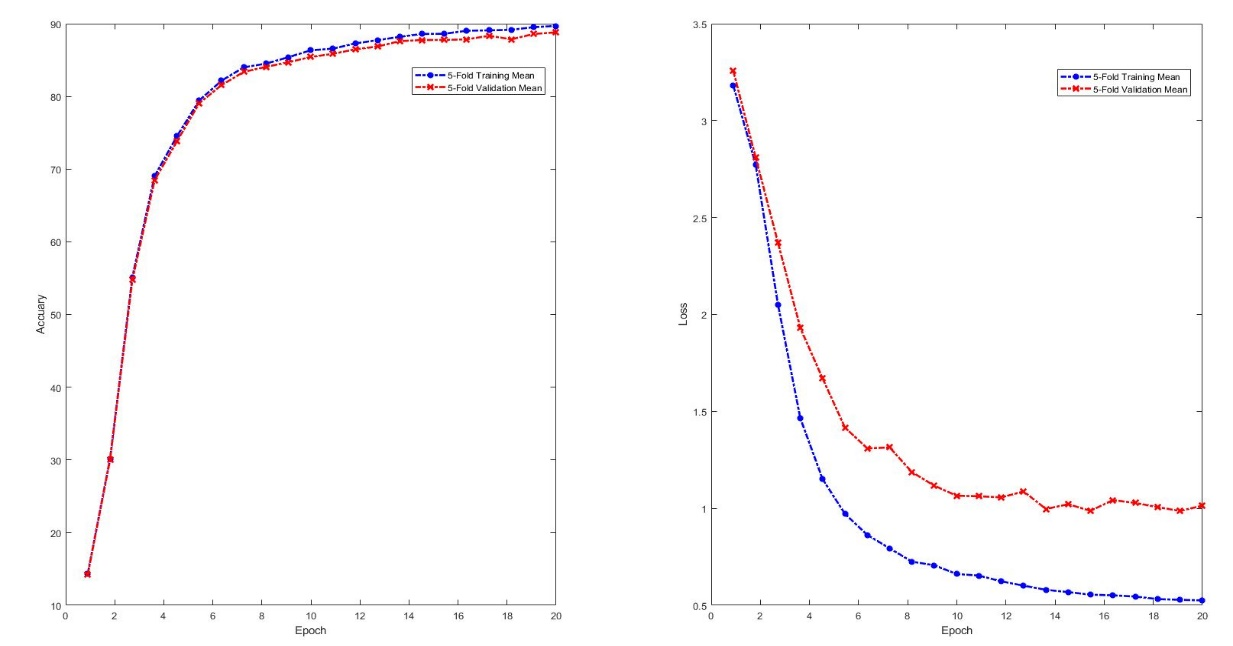 90
80
70
60
50
40
30
20
10
Accuary
0 2 4 6 8 10 12 14 16 18 20
Epoch
5-Fold Training Mean
5-Fold Validation Mean
3.5
3
2.5
2
1.5
1
0.5
Loss
0 2 4 6 8 10 12 14 16 18 20
Epoch
5-Fold Training Mean
5-Fold Validation Mean